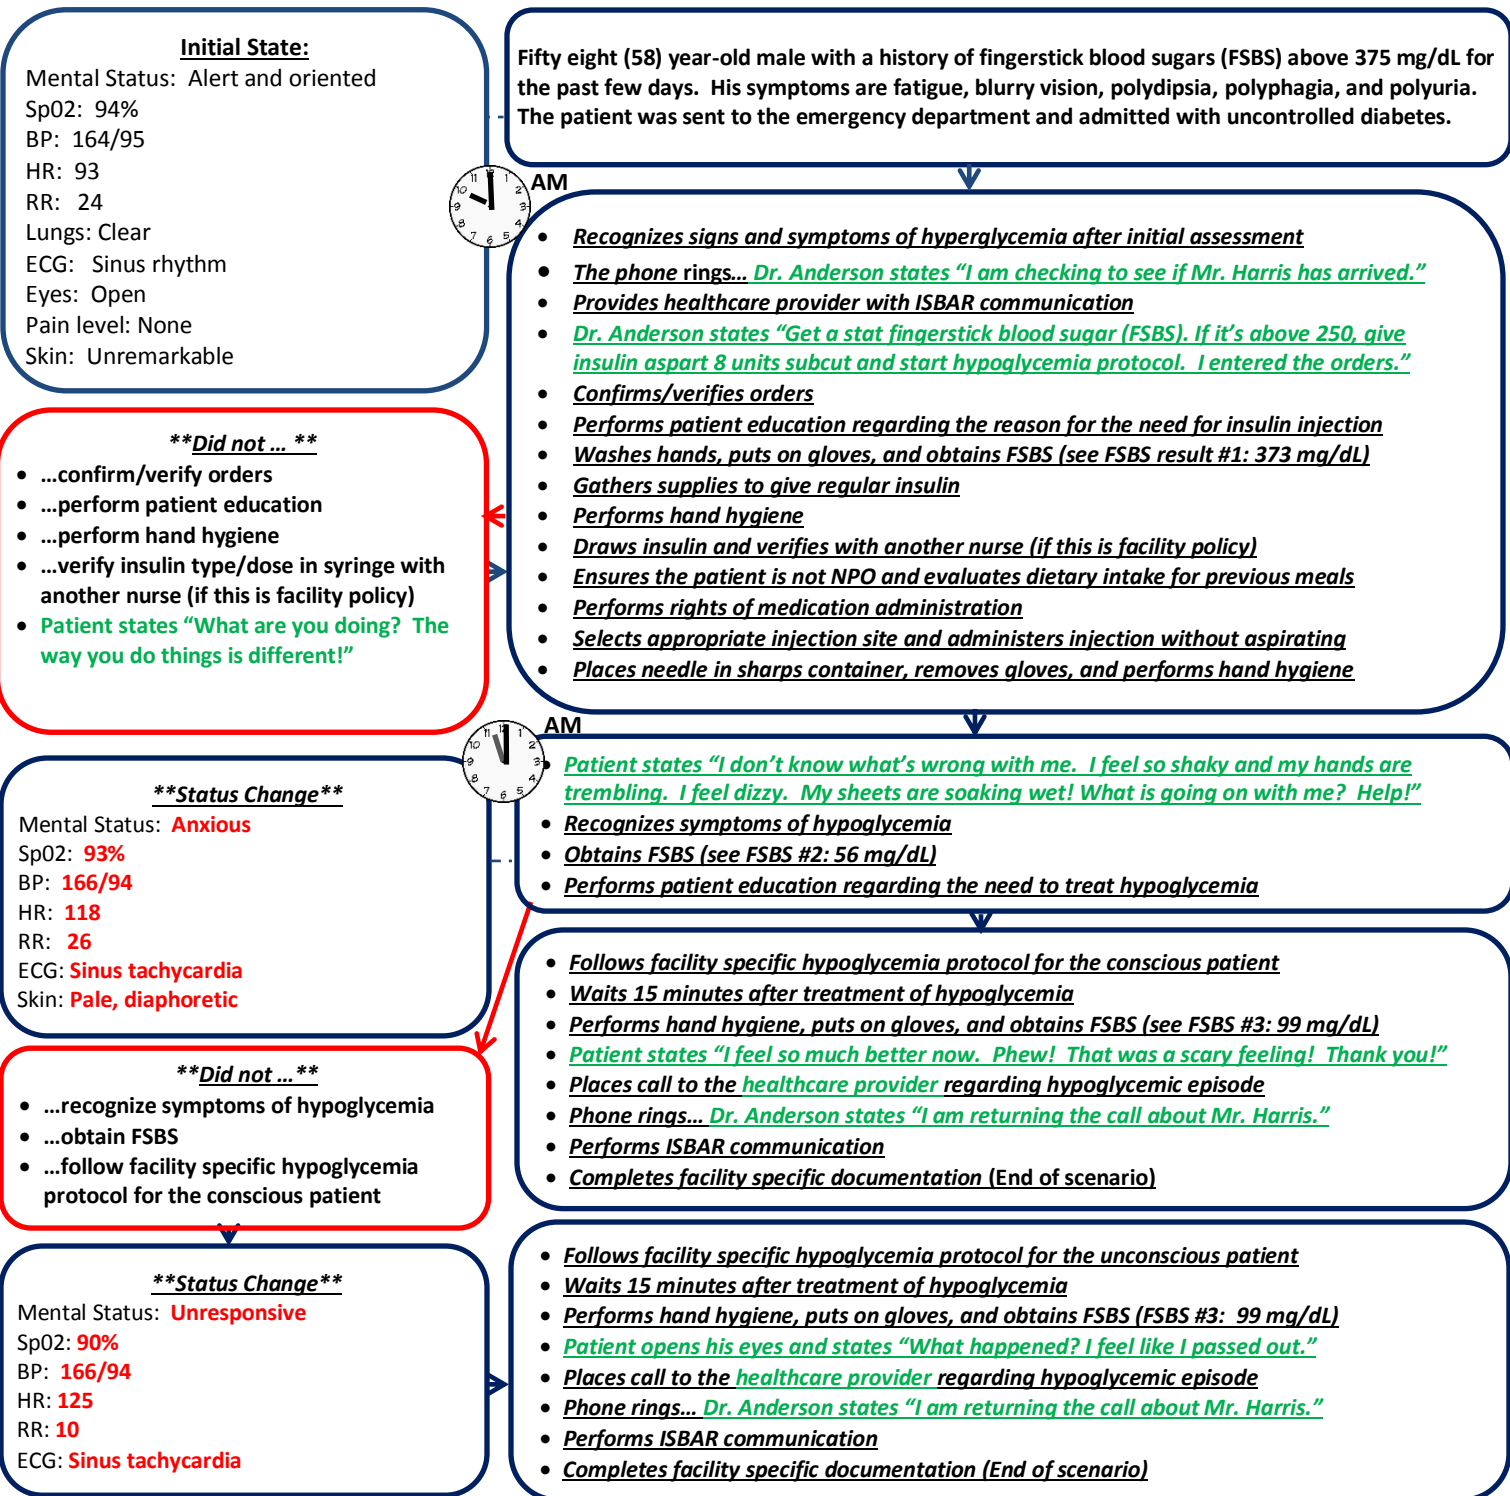 Initial State:
Mental Status: Alert and oriented
Sp02: 94%
BP: 164/95
HR: 93
RR: 24
Lungs: Clear
ECG: Sinus rhythm
Eyes: Open
Pain level: None
Skin: Unremarkable
Fifty eight (58) year-old male with a history of fingerstick blood sugars (FSBS) above 375 mg/dL for
the past few days. His symptoms are fatigue, blurry vision, polydipsia, polyphagia, and polyuria.
The patient was sent to the emergency department and admitted with uncontrolled diabetes.
AM
• Recognizes signs and symptoms of hyperglycemia after initial assessment
• The phone rings… Dr. Anderson states “I am checking to see if Mr. Harris has arrived.”
• Provides healthcare provider with ISBAR communication
• Dr. Anderson states “Get a stat fingerstick blood sugar (FSBS). If it’s above 250, give
insulin aspart 8 units subcut and start hypoglycemia protocol. I entered the orders.”
• Confirms/verifies orders
• Performs patient education regarding the reason for the need for insulin injection
• Washes hands, puts on gloves, and obtains FSBS (see FSBS result #1: 373 mg/dL)
• Gathers supplies to give regular insulin
• Performs hand hygiene
• Draws insulin and verifies with another nurse (if this is facility policy)
• Ensures the patient is not NPO and evaluates dietary intake for previous meals
• Performs rights of medication administration
• Selects appropriate injection site and administers injection without aspirating
• Places needle in sharps container, removes gloves, and performs hand hygiene
**Did not … **
• …confirm/verify orders
• …perform patient education
• …perform hand hygiene
• …verify insulin type/dose in syringe with
another nurse (if this is facility policy)
• Patient states “What are you doing? The
way you do things is different!”
AM
• Patient states “I don’t know what’s wrong with me. I feel so shaky and my hands are
trembling. I feel dizzy. My sheets are soaking wet! What is going on with me? Help!”
• Recognizes symptoms of hypoglycemia
• Obtains FSBS (see FSBS #2: 56 mg/dL)
• Performs patient education regarding the need to treat hypoglycemia
**Status Change**
Mental Status: Anxious
Sp02: 93%
BP: 166/94
HR: 118
RR: 26
ECG: Sinus tachycardia
Skin: Pale, diaphoretic
• Follows facility specific hypoglycemia protocol for the conscious patient
• Waits 15 minutes after treatment of hypoglycemia
• Performs hand hygiene, puts on gloves, and obtains FSBS (see FSBS #3: 99 mg/dL)
• Patient states “I feel so much better now. Phew! That was a scary feeling! Thank you!”
• Places call to the healthcare provider regarding hypoglycemic episode
• Phone rings… Dr. Anderson states “I am returning the call about Mr. Harris.”
• Performs ISBAR communication
• Completes facility specific documentation (End of scenario)
**Did not …**
• …recognize symptoms of hypoglycemia
• …obtain FSBS
• …follow facility specific hypoglycemia
protocol for the conscious patient
**Status Change**
Mental Status: Unresponsive
Sp02: 90%
BP: 166/94
HR: 125
RR: 10
ECG: Sinus tachycardia
• Follows facility specific hypoglycemia protocol for the unconscious patient
• Waits 15 minutes after treatment of hypoglycemia
• Performs hand hygiene, puts on gloves, and obtains FSBS (FSBS #3: 99 mg/dL)
• Patient opens his eyes and states “What happened? I feel like I passed out.”
• Places call to the healthcare provider regarding hypoglycemic episode
• Phone rings… Dr. Anderson states “I am returning the call about Mr. Harris.”
• Performs ISBAR communication
• Completes facility specific documentation (End of scenario)